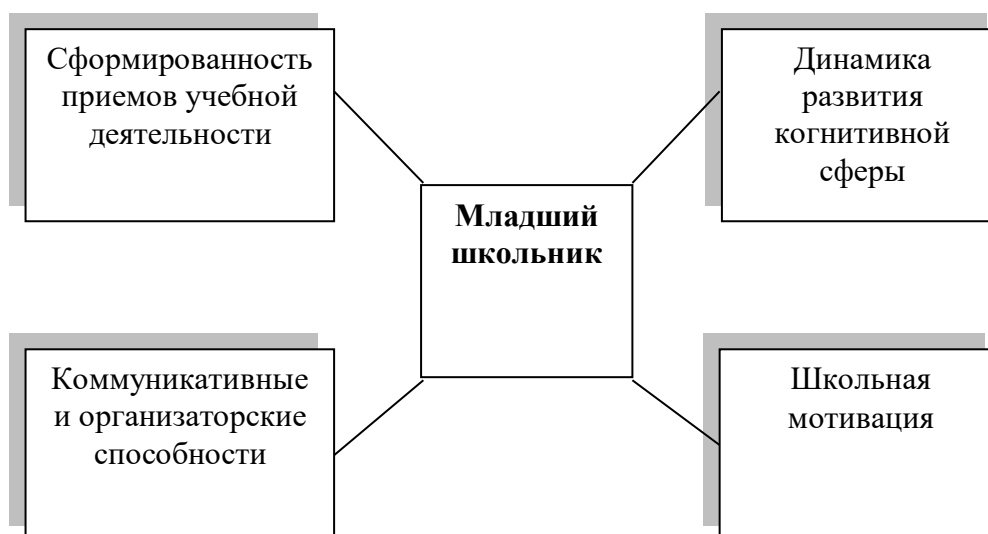 Сформированность
приемов учебной
деятельности
Динамика
развития
когнитивной
сферы
Младший
школьник
Коммуникативные
и организаторские
способности
Школьная
мотивация